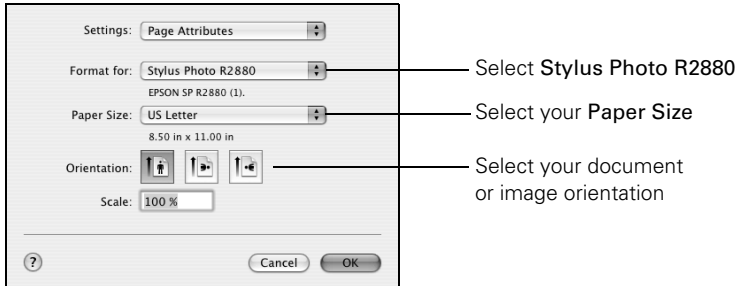 Settings: Page Attributes
Format for: Stylus Photo R2880
EPSON SP R2880 (1).
Paper Size: US Letter
8.50 in x 11.00 in
Orientation:
Scale: 100 %
? Cancel OK
Select Stylus Photo R2880
Select your Paper Size
Select your document
or image orientation